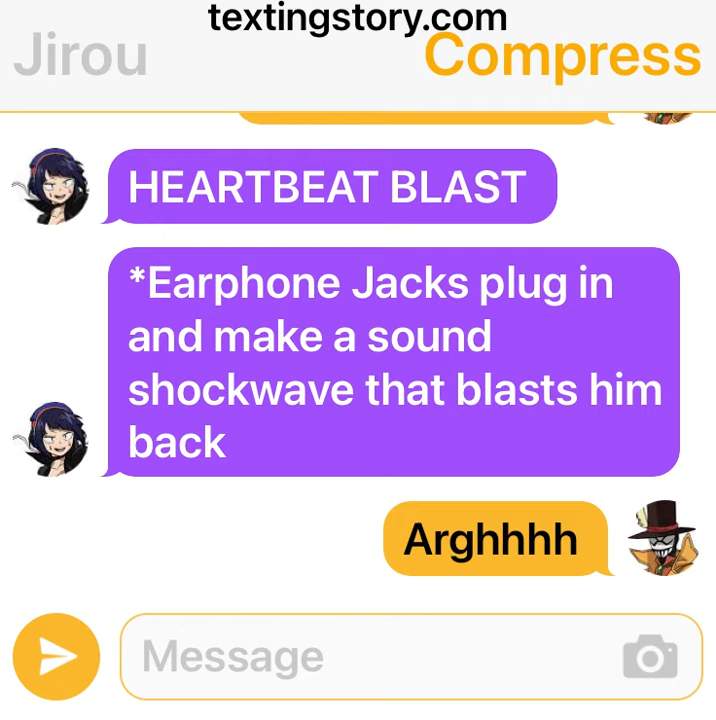 textingstory.com
Jirou
Compress
HEARTBEAT BLAST
*Earphone Jacks plug in
and make a sound
shockwave that blasts him
back
Arghhhh
Message